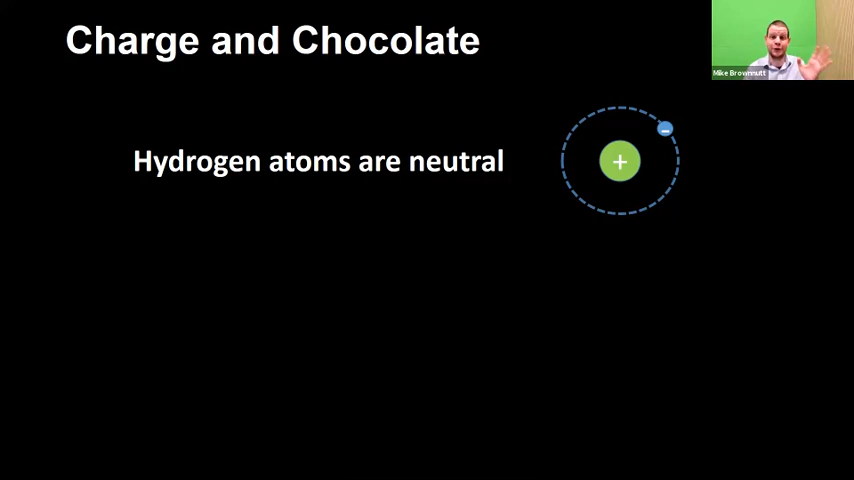 Charge and Chocolate
Mike Brownnutt
Hydrogen atoms are neutral
−
+